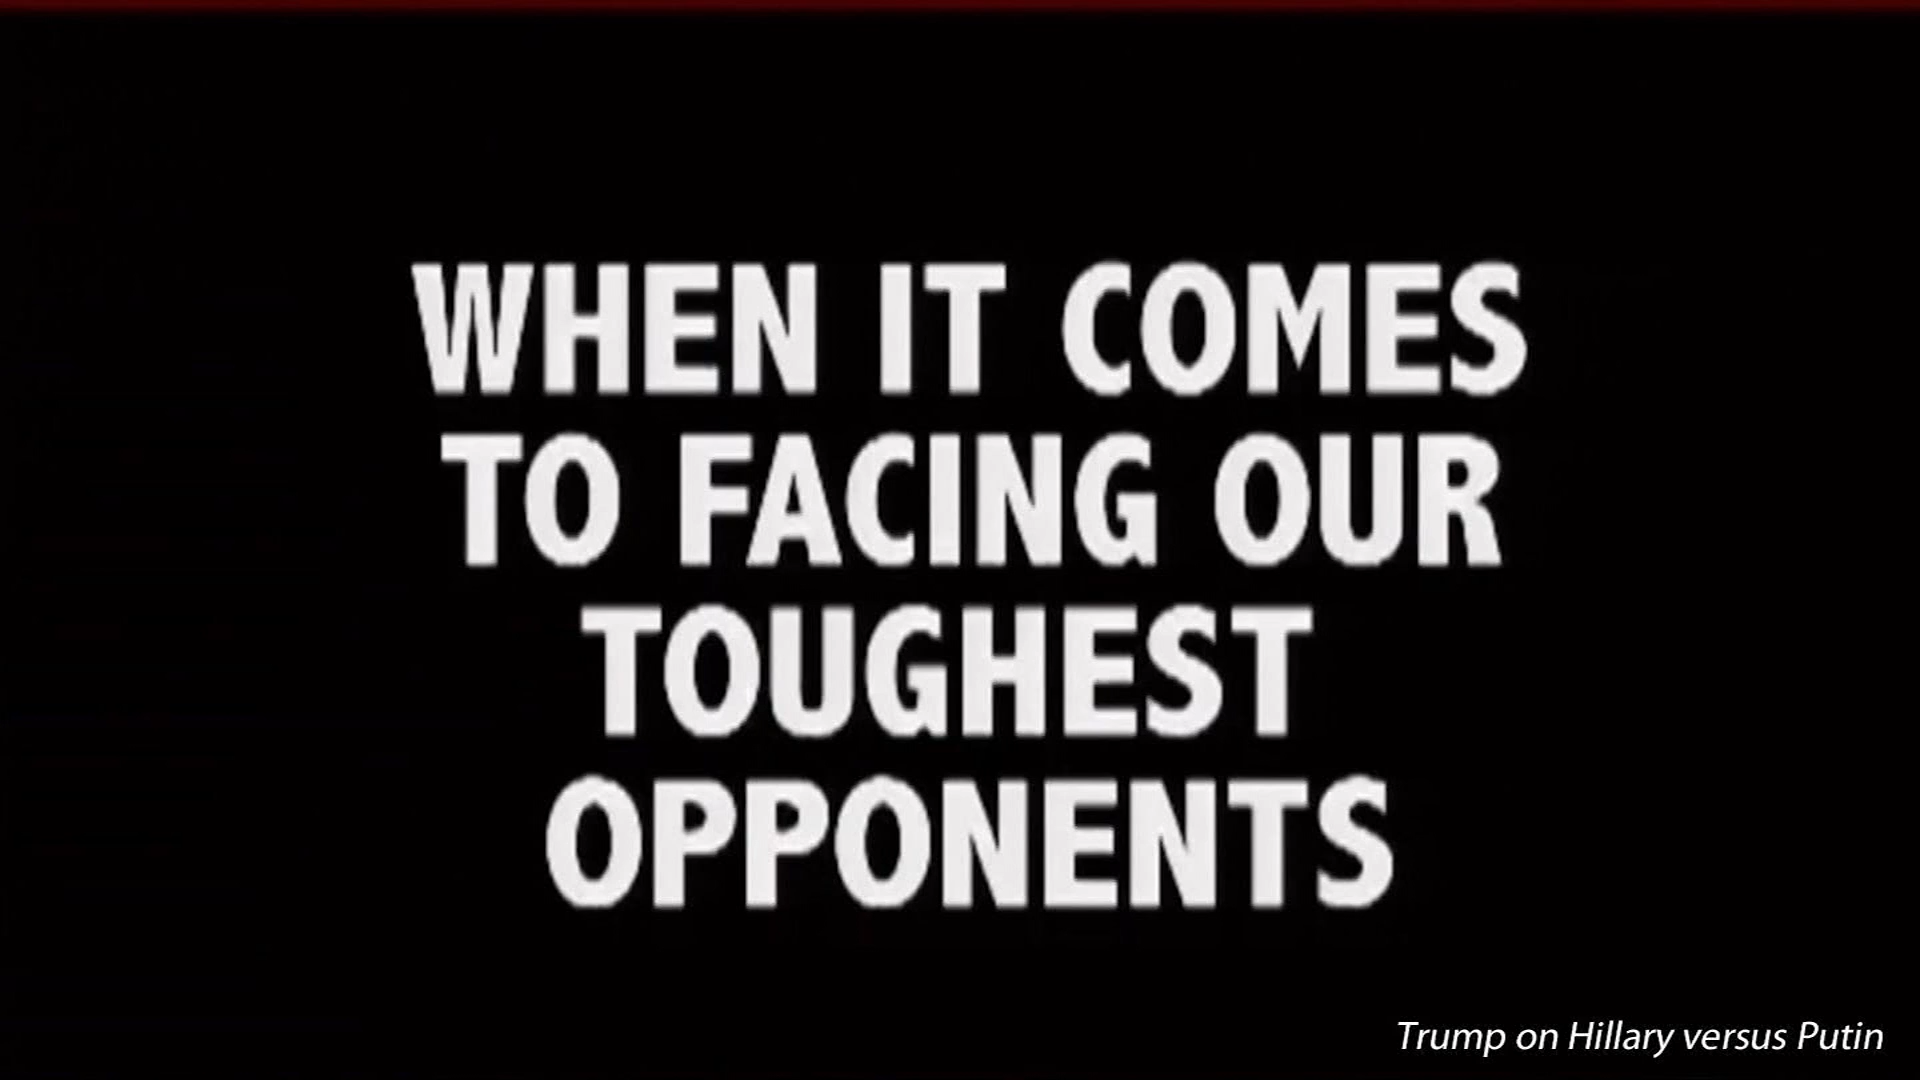 WHEN IT COMES
TO FACING OUR
TOUGHEST
OPPONENTS
Trump on Hillary versus Putin